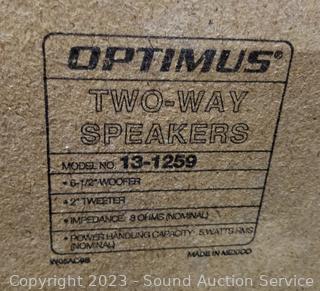 OPTIMUS®
TWO-WAY
SPEAKERS
MODEL NO. 13-1259
• 6-1/2" WOOFER
• 2" TWEETER
• IMPEDANCE: 8 OHMS (NOMINAL)
• POWER HANDLING CAPACITY: 5 WATTS RMS
(NOMINAL)
MADE IN MEXICO
Copyright © 2023 - Sound Auction Service